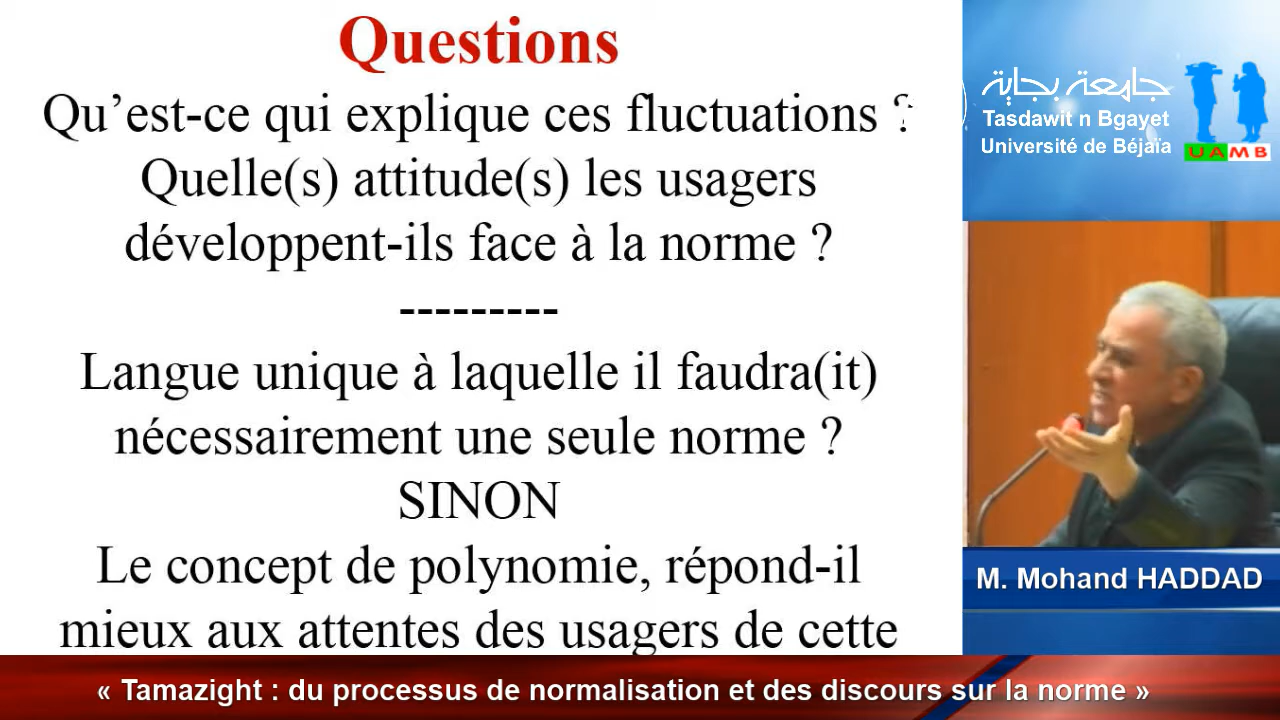 Questions
Qu’est-ce qui explique ces fluctuations ?
Quelle(s) attitude(s) les usagers
développent-ils face à la norme ?
---------
Langue unique à laquelle il faudra(it)
nécessairement une seule norme ?
SINON
Le concept de polynomie, répond-il
mieux aux attentes des usagers de cette
جامعة بجاية
Tasdawit n Bgayet
Université de Béjaïa
UAMB
M. Mohand HADDAD
« Tamazight : du processus de normalisation et des discours sur la norme »